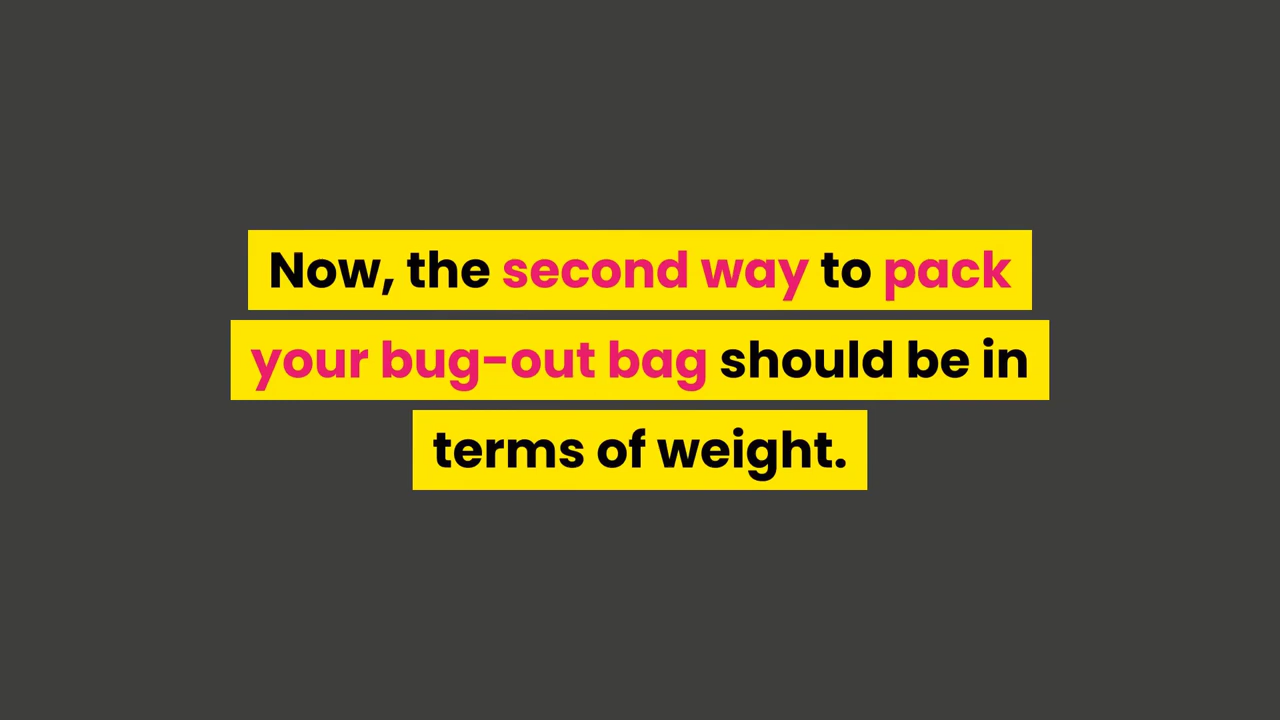 Now, the second way to pack
your bug-out bag should be in
terms of weight.